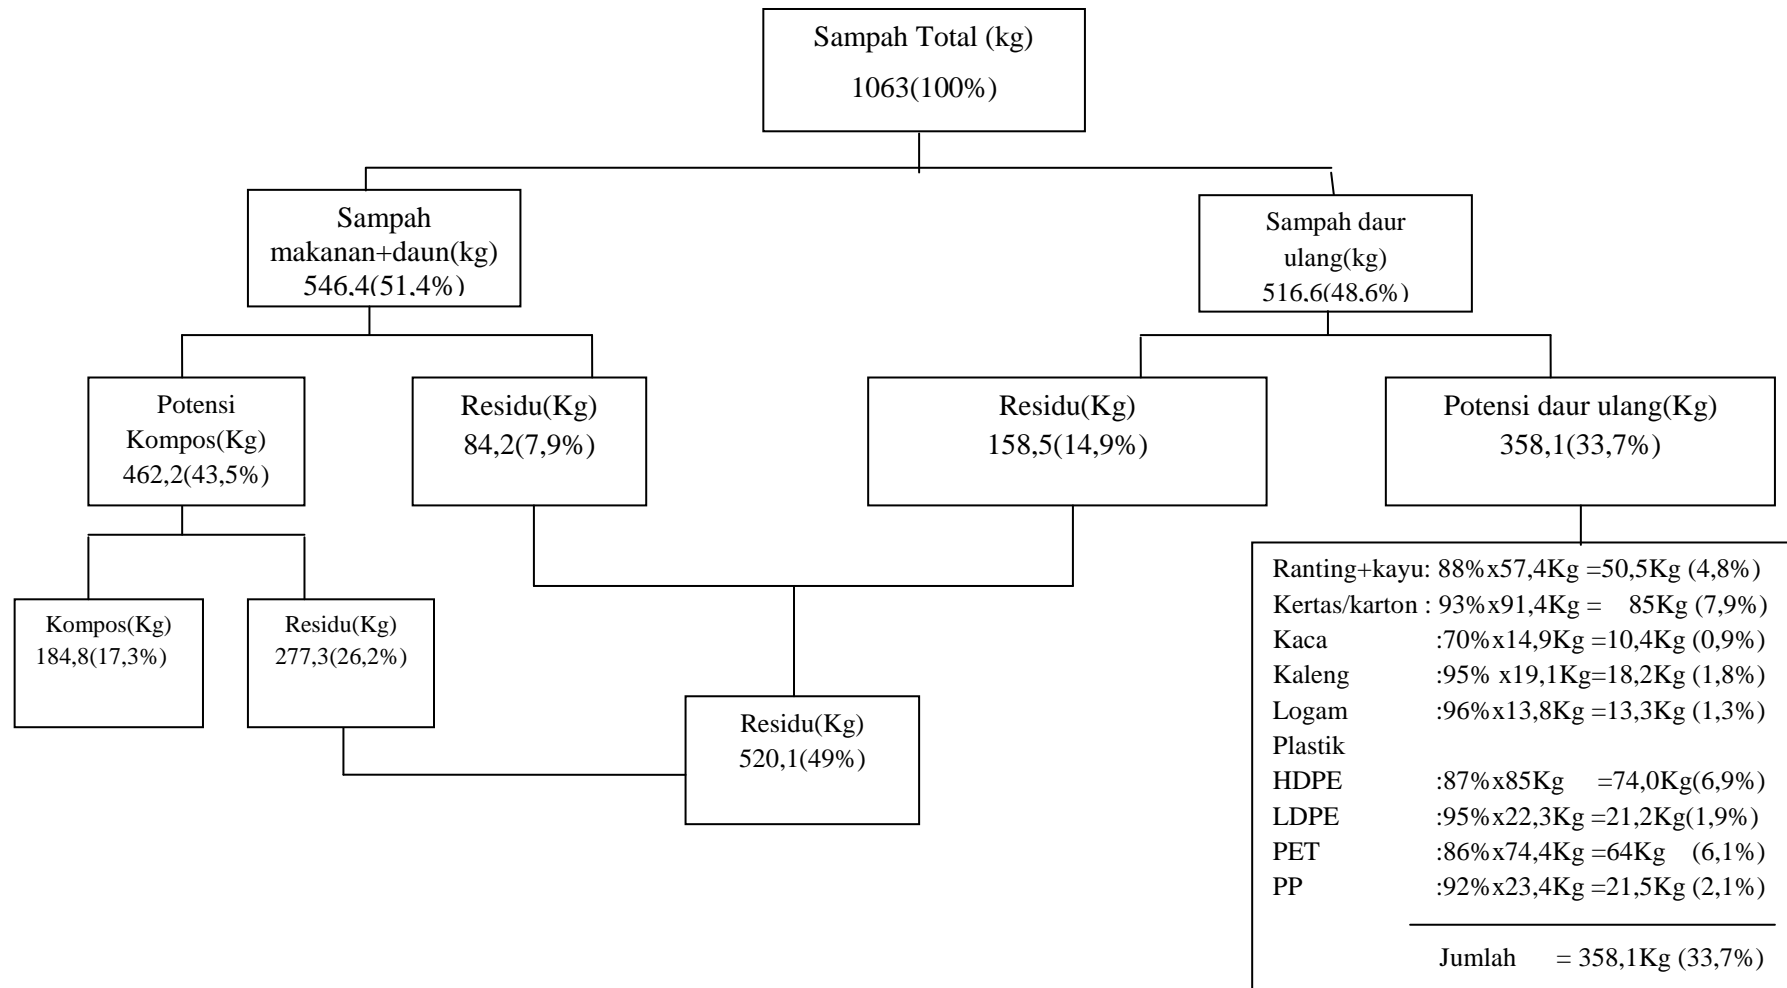 Sampah Total (kg)
1063(100%)
Sampah
makanan+daun(kg)
546,4(51,4%)
Sampah daur
ulang(kg)
516,6(48,6%)
Potensi
Kompos(Kg)
462,2(43,5%)
Residu(Kg)
84,2(7,9%)
Residu(Kg)
158,5(14,9%)
Potensi daur ulang(Kg)
358,1(33,7%)
Kompos(Kg)
184,8(17,3%)
Residu(Kg)
277,3(26,2%)
Residu(Kg)
520,1(49%)
Ranting+kayu: 88%x57,4Kg =50,5Kg (4,8%)
Kertas/karton : 93%x91,4Kg = 85Kg (7,9%)
Kaca :70%x14,9Kg =10,4Kg (0,9%)
Kaleng :95% x19,1Kg=18,2Kg (1,8%)
Logam :96%x13,8Kg =13,3Kg (1,3%)
Plastik
HDPE :87%x85Kg =74,0Kg(6,9%)
LDPE :95%x22,3Kg =21,2Kg(1,9%)
PET :86%x74,4Kg =64Kg (6,1%)
PP :92%x23,4Kg =21,5Kg (2,1%)
Jumlah = 358,1Kg (33,7%)